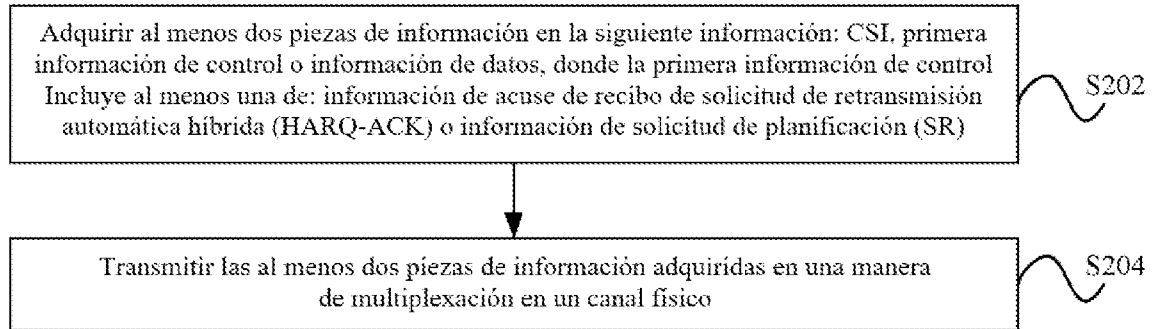 Adquirir al menos dos piezas de información en la siguiente información: CSI, primera
información de control o información de datos, donde la primera información de control
Incluye al menos una de: información de acuse de recibo de solicitud de retransmisión
automática híbrida (HARQ-ACK) o información de solicitud de planificación (SR)
S202
Transmitir las al menos dos piezas de información adquiridas en una manera
de multiplexación en un canal físico
S204